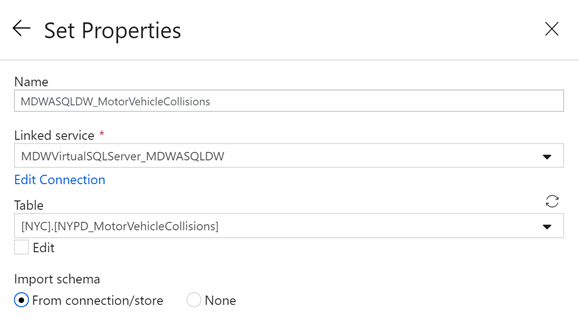 Set Properties
Name
MDWASQLDW_MotorVehicleCollisions
Linked service *
MDWVirtualSQLServer_MDWASQLDW
Edit Connection
Table
[NYC].[NYPD_MotorVehicleCollisions]
Edit
Import schema
From connection/store None